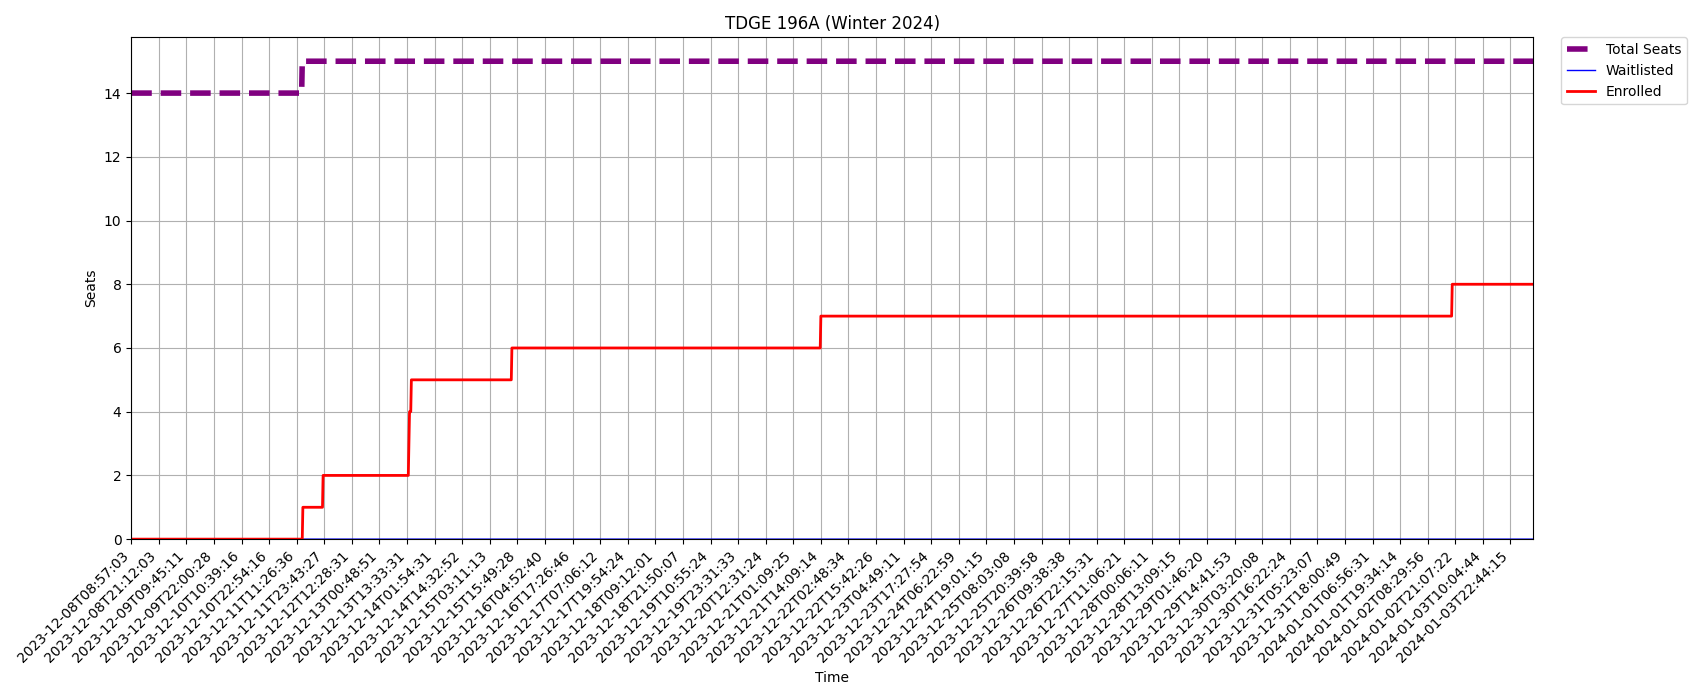 TDGE 196A (Winter 2024)
Total Seats
Waitlisted
Enrolled
Seats
14
12
10
8
6
4
2
0
2023-12-08T08:57:03
2023-12-08T21:12:03
2023-12-09T09:45:11
2023-12-09T22:00:28
2023-12-10T10:39:16
2023-12-10T22:54:16
2023-12-11T11:26:36
2023-12-11T23:43:27
2023-12-12T12:28:31
2023-12-13T00:48:51
2023-12-13T13:33:31
2023-12-14T01:54:31
2023-12-14T14:32:52
2023-12-15T03:11:13
2023-12-15T15:49:28
2023-12-16T04:52:40
2023-12-16T17:26:46
2023-12-17T07:06:12
2023-12-17T19:54:24
2023-12-18T09:12:01
2023-12-18T21:50:07
2023-12-19T10:55:24
2023-12-19T23:31:33
2023-12-20T12:31:24
2023-12-21T01:09:25
2023-12-21T14:09:14
2023-12-22T02:48:34
2023-12-22T15:42:26
2023-12-23T04:49:11
2023-12-23T17:27:54
2023-12-24T06:22:59
2023-12-24T19:01:15
2023-12-25T08:03:08
2023-12-25T20:39:58
2023-12-26T09:38:38
2023-12-26T22:15:31
2023-12-27T11:06:21
2023-12-28T00:06:11
2023-12-28T13:09:15
2023-12-29T01:46:20
2023-12-29T14:41:53
2023-12-30T03:20:08
2023-12-30T16:22:24
2023-12-31T05:23:07
2023-12-31T18:00:49
2024-01-01T06:56:31
2024-01-01T19:34:14
2024-01-02T08:29:56
2024-01-02T21:07:22
2024-01-03T10:04:44
2024-01-03T22:44:15
Time